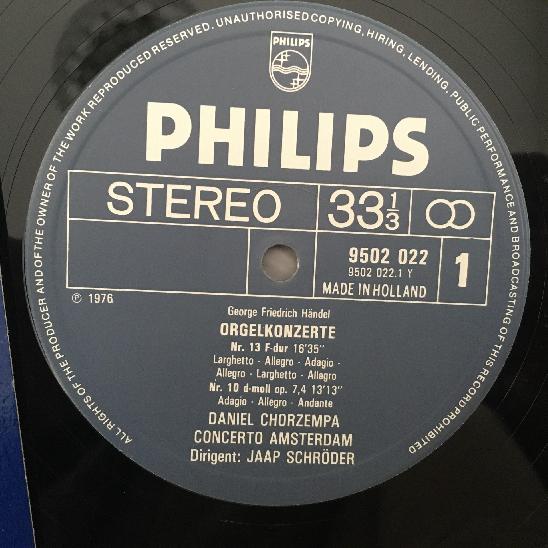 ALL RIGHTS OF THE PRODUCER AND OF THE OWNER OF THE WORK REPRODUCED RESERVED. UNAUTHORISED COPYING, HIRING, LENDING, PUBLIC PERFORMANCE AND BROADCASTING OF THIS RECORD PROHIBITED
PHILIPS
PHILIPS
STEREO 33 1/3
9502 022
9502 022.1 Y
MADE IN HOLLAND
1
℗ 1976
George Friedrich Händel
ORGELKONZERTE
Nr. 13 F-dur 16'35"
Larghetto - Allegro - Adagio -
Allegro - Larghetto - Allegro
Nr. 10 d-moll op. 7,4 13'13"
Adagio - Allegro - Andante
DANIEL CHORZEMPA
CONCERTO AMSTERDAM
Dirigent: JAAP SCHRÖDER